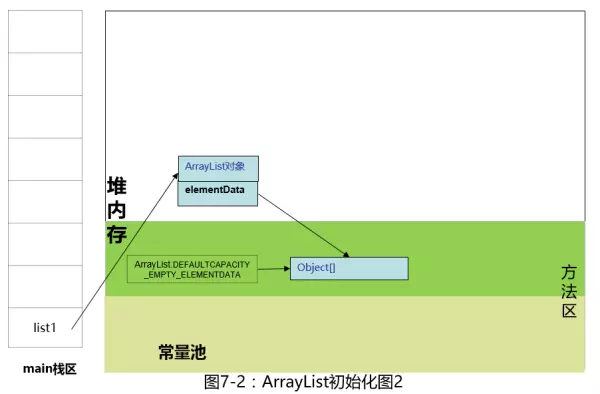 ArrayList对象
elementData
堆内存
ArrayList.DEFAULTCAPACITY
_EMPTY_ELEMENTDATA
Object[]
方法区
list1
常量池
main栈区
图7-2：ArrayList初始化图2